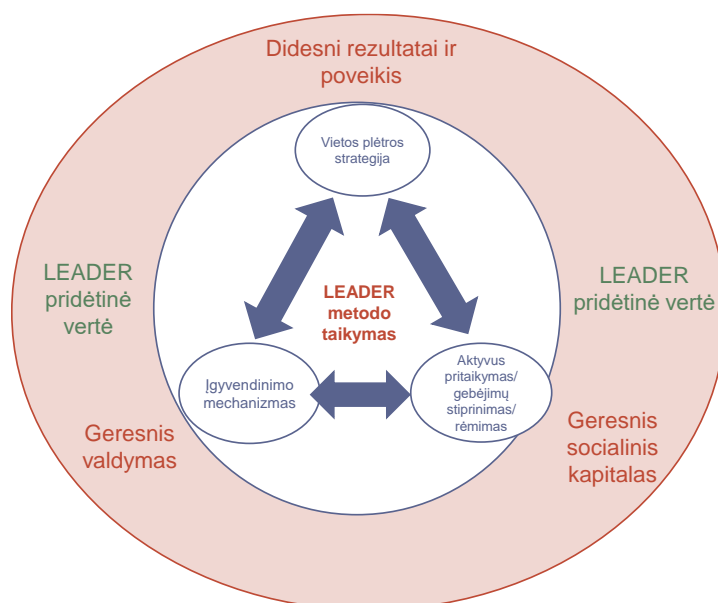 Didesni rezultatai ir
poveikis
Vietos plėtros
strategija
LEADER
pridėtinė
vertė
LEADER
metodo
taikymas
LEADER
pridėtinė vertė
Įgyvendinimo
mechanizmas
Aktyvus
pritaikymas/
gebėjimų
stiprinimas/
rėmimas
Geresnis
valdymas
Geresnis
socialinis
kapitalas